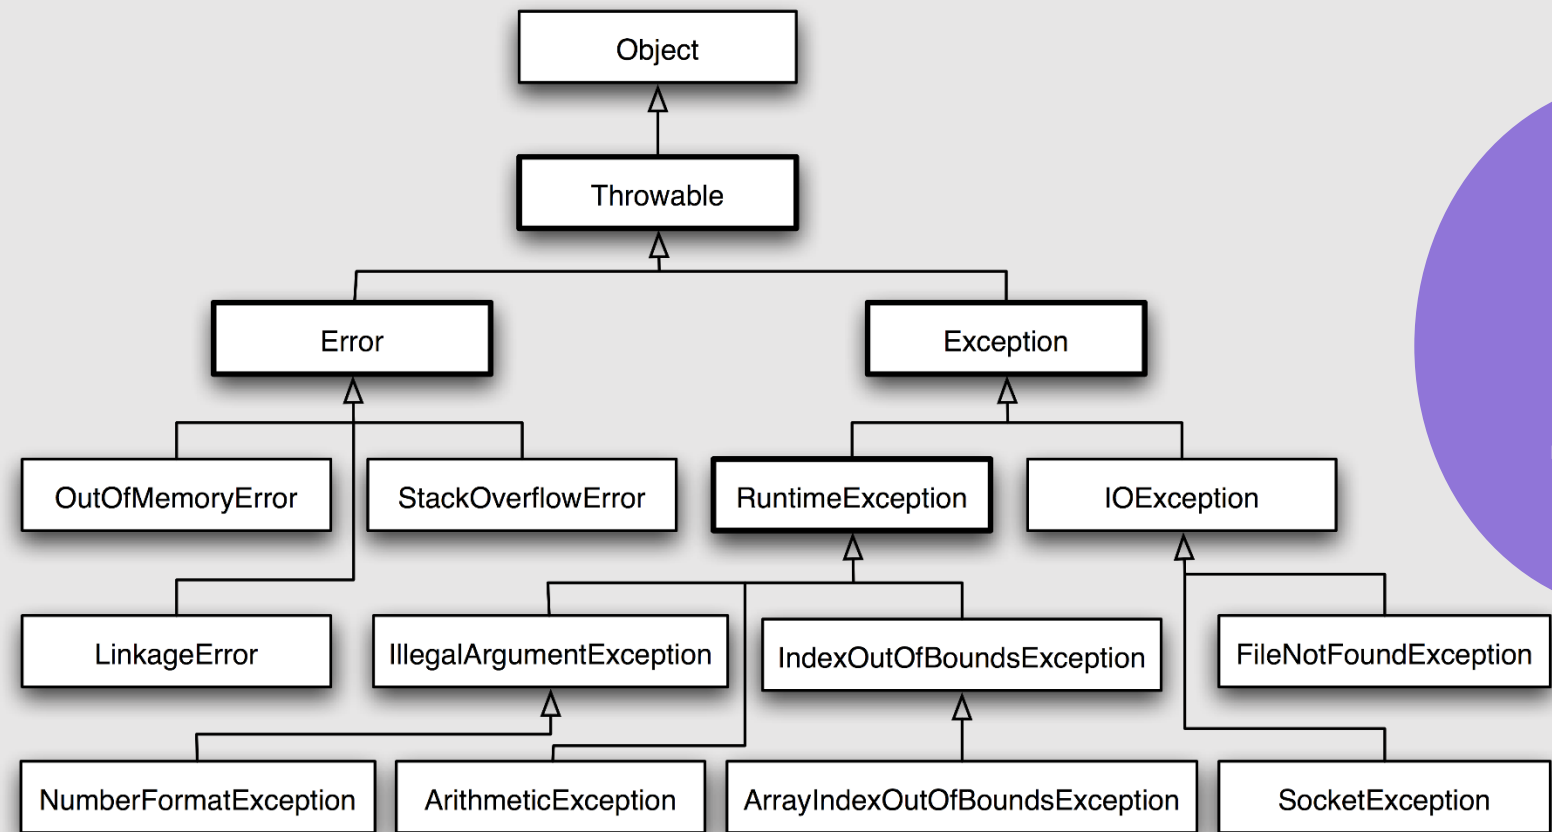 Object
Throwable
Error
Exception
OutOfMemoryError
StackOverflowError
RuntimeException
IOException
LinkageError
IllegalArgumentException
IndexOutOfBoundsException
FileNotFoundException
NumberFormatException
ArithmeticException
ArrayIndexOutOfBoundsException
SocketException